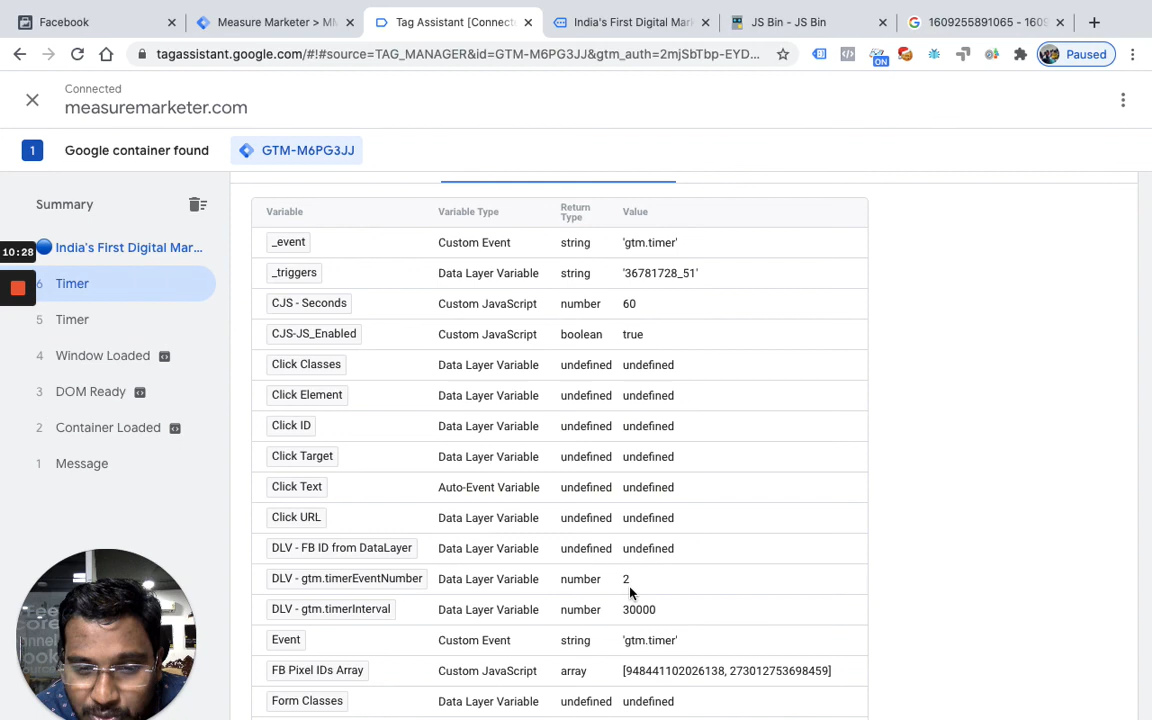 Facebook
Measure Marketer > MM
Tag Assistant [Connect
India's First Digital Mark
JS Bin - JS Bin
1609255891065 - 1609
tagassistant.google.com/#!#source=TAG_MANAGER&id=GTM-M6PG3JJ&gtm_auth=2mjSbTbp-EYD...
ON
Paused
Connected
measuremarketer.com
1 Google container found GTM-M6PG3JJ
Summary
10:28
India's First Digital Mar...
6 Timer
5 Timer
4 Window Loaded
3 DOM Ready
2 Container Loaded
1 Message
Variable Variable Type Return Type Value
_event Custom Event string 'gtm.timer'
_triggers Data Layer Variable string '36781728_51'
CJS - Seconds Custom JavaScript number 60
CJS-JS_Enabled Custom JavaScript boolean true
Click Classes Data Layer Variable undefined undefined
Click Element Data Layer Variable undefined undefined
Click ID Data Layer Variable undefined undefined
Click Target Data Layer Variable undefined undefined
Click Text Auto-Event Variable undefined undefined
Click URL Data Layer Variable undefined undefined
DLV - FB ID from DataLayer Data Layer Variable undefined undefined
DLV - gtm.timerEventNumber Data Layer Variable number 2
DLV - gtm.timerInterval Data Layer Variable number 30000
Event Custom Event string 'gtm.timer'
FB Pixel IDs Array Custom JavaScript array [948441102026138, 273012753698459]
Form Classes Data Layer Variable undefined undefined